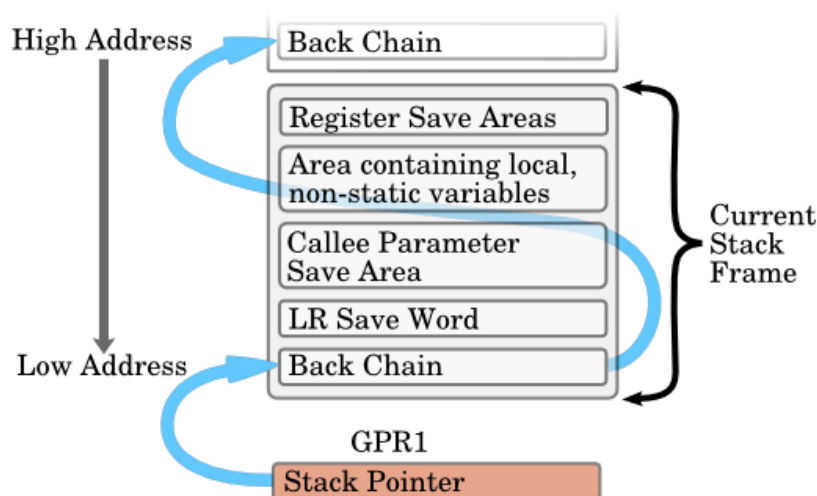 High Address
Back Chain
Register Save Areas
Area containing local,
non-static variables
Callee Parameter
Save Area
Current
Stack
Frame
LR Save Word
Low Address
Back Chain
GPR1
Stack Pointer